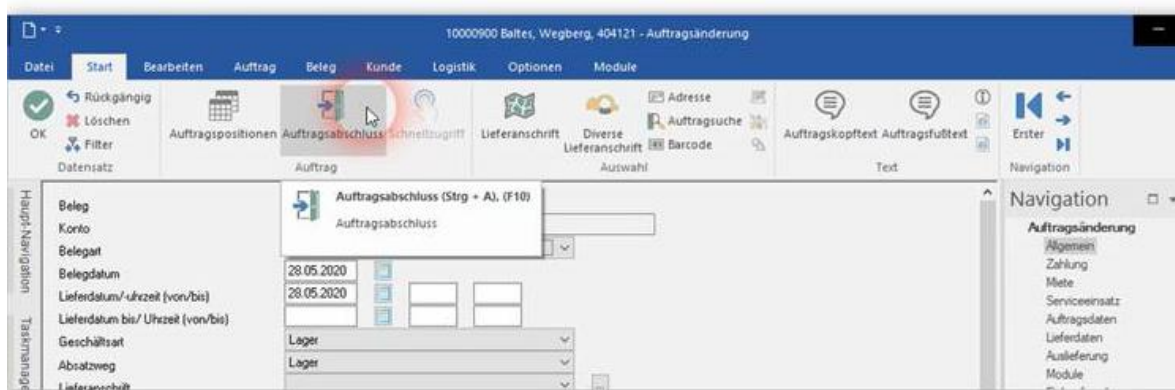 10000900 Baltes, Wegberg, 404121 - Auftragsänderung
Datei Start Bearbeiten Auftrag Beleg Kunde Logistik Optionen Module
OK
Rückgängig
Löschen
Filter
Datensatz
Auftragspositionen Auftragsabschluss Schnellzugriff
Auftrag
Lieferanschrift
Diverse
Lieferanschrift
Adresse
Auftragsuche
Barcode
Auswahl
Auftragskopftext Auftragsfußtext
Text
Erster
Navigation
Haupt-Navigation
Auftragsabschluss (Strg + A), (F10)
Auftragsabschluss
Beleg
Konto
Belegart
Belegdatum 28.05.2020
Lieferdatum/-uhrzeit (von/bis) 28.05.2020
Lieferdatum bis/ Uhrzeit (von/bis)
Geschäftsart Lager
Absatzweg Lager
Lieferanschrift
Navigation
Auftragsänderung
Allgemein
Zahlung
Miete
Serviceeinsatz
Auftragsdaten
Lieferdaten
Auslieferung
Module